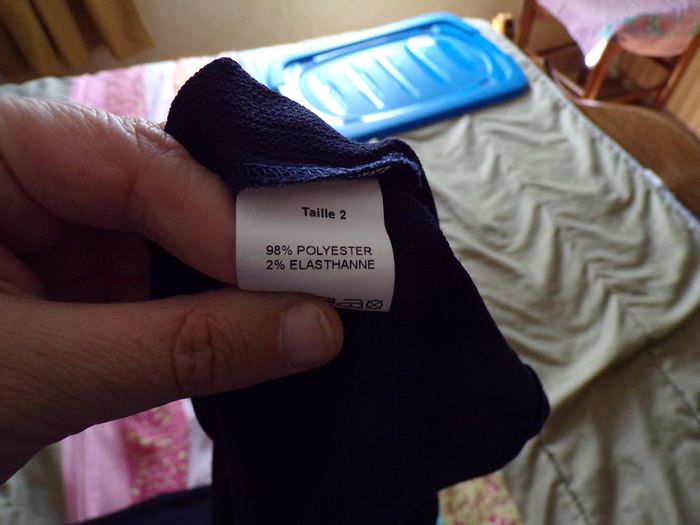 Taille 2
98% POLYESTER
2% ELASTHANNE